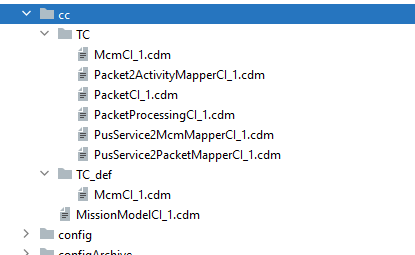 cc
TC
McmCI_1.cdm
Packet2ActivityMapperCI_1.cdm
PacketCI_1.cdm
PacketProcessingCI_1.cdm
PusService2McmMapperCI_1.cdm
PusService2PacketMapperCI_1.cdm
TC_def
McmCI_1.cdm
MissionModelCI_1.cdm
config
configArchive